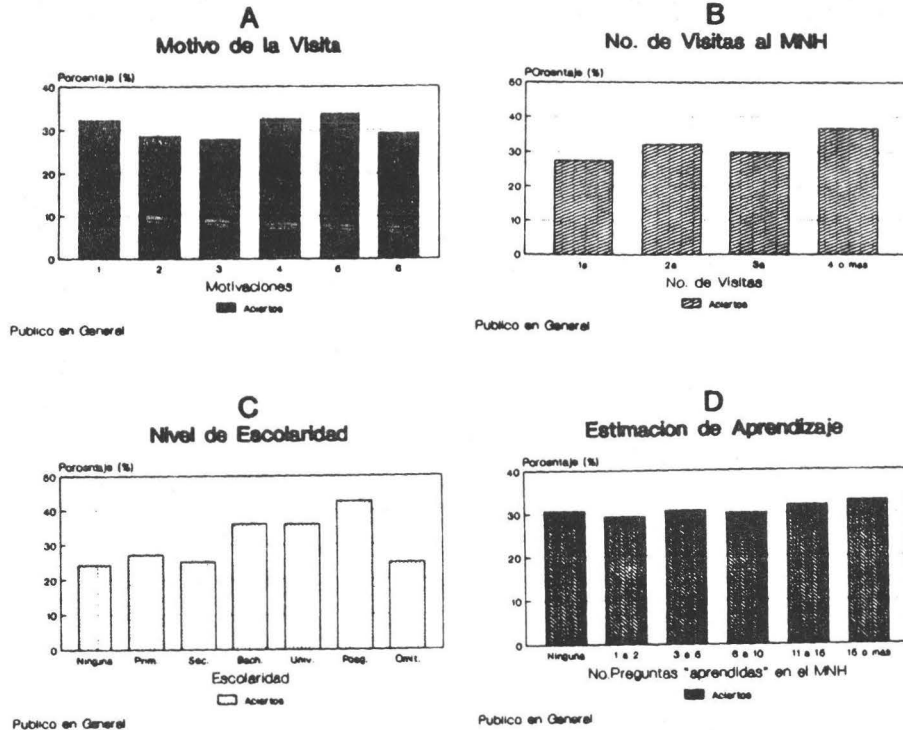 A
Motivo de la Visita
Porcentaje (%)
40
30
20
10
0
1 2 3 4 5 6
Motivaciones
Aciertos
Publico en General
B
No. de Visitas al MNH
POrcentaje (%)
50
40
30
20
10
0
1a 2a 3a 4 o mas
No. de Visitas
Aciertos
Publico en General
C
Nivel de Escolaridad
Porcentaje (%)
50
40
30
20
10
0
Ninguna Prim. Sec. Bach. Univ. Posg. Omit.
Escolaridad
Aciertos
Publico en General
D
Estimacion de Aprendizaje
Porcentaje (%)
40
30
20
10
0
Ninguna 1 a 2 3 a 5 6 a 10 11 a 15 15 o mas
No.Preguntas "aprendidas" en el MNH
Aciertos
Publico en General